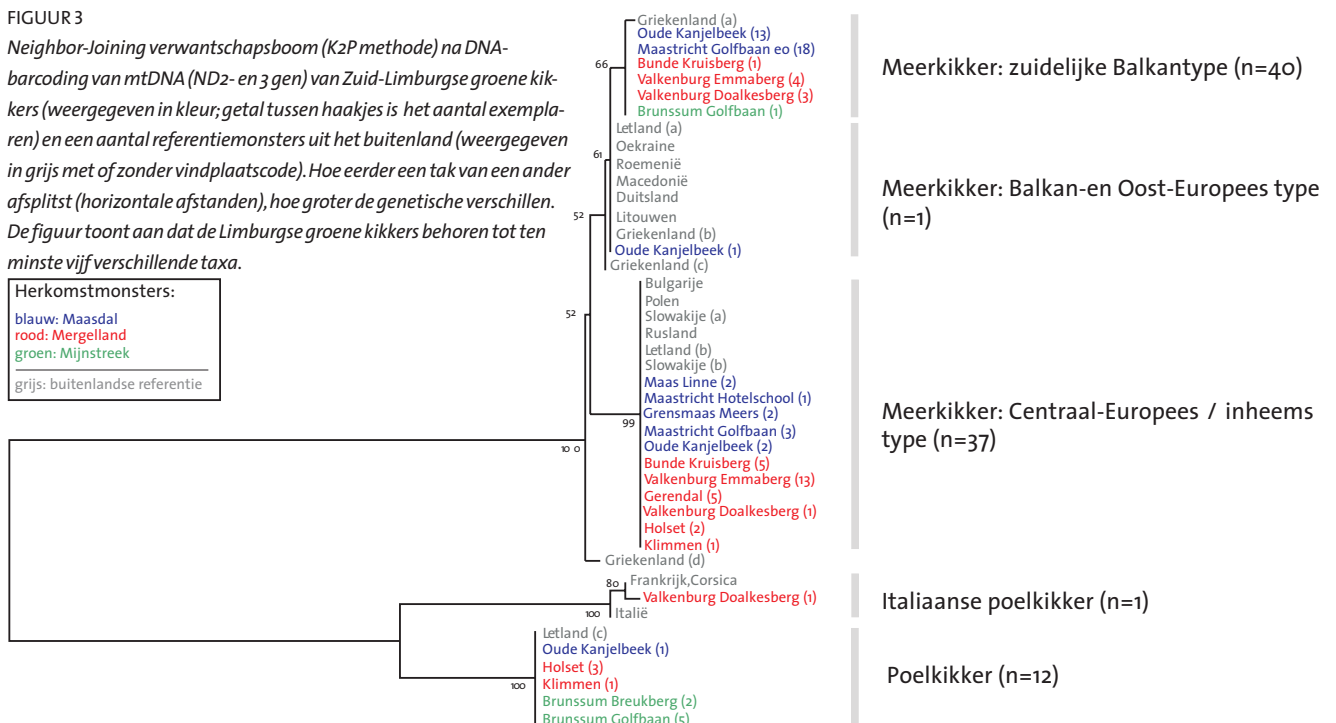 FIGUUR 3
Neighbor-Joining verwantschapsboom (K2P methode) na DNA-
barcoding van mtDNA (ND2- en 3 gen) van Zuid-Limburgse groene kik-
kers (weergegeven in kleur; getal tussen haakjes is het aantal exempla-
ren) en een aantal referentiemonsters uit het buitenland (weergegeven
in grijs met of zonder vindplaatscode). Hoe eerder een tak van een ander
afsplitst (horizontale afstanden), hoe groter de genetische verschillen.
De figuur toont aan dat de Limburgse groene kikkers behoren tot ten
minste vijf verschillende taxa.
Herkomstmonsters:
blauw: Maasdal
rood: Mergelland
groen: Mijnstreek
grijs: buitenlandse referentie
66
61
52
52
99
10 0
80
100
100
Griekenland (a)
Oude Kanjelbeek (13)
Maastricht Golfbaan eo (18)
Bunde Kruisberg (1)
Valkenburg Emmaberg (4)
Valkenburg Doalkesberg (3)
Brunssum Golfbaan (1)
Letland (a)
Oekraine
Roemenië
Macedonië
Duitsland
Litouwen
Griekenland (b)
Oude Kanjelbeek (1)
Griekenland (c)
Bulgarije
Polen
Slowakije (a)
Rusland
Letland (b)
Slowakije (b)
Maas Linne (2)
Maastricht Hotelschool (1)
Grensmaas Meers (2)
Maastricht Golfbaan (3)
Oude Kanjelbeek (2)
Bunde Kruisberg (5)
Valkenburg Emmaberg (13)
Gerendal (5)
Valkenburg Doalkesberg (1)
Holset (2)
Klimmen (1)
Griekenland (d)
Frankrijk,Corsica
Valkenburg Doalkesberg (1)
Italië
Letland (c)
Oude Kanjelbeek (1)
Holset (3)
Klimmen (1)
Brunssum Breukberg (2)
Brunssum Golfbaan (5)
Meerkikker: zuidelijke Balkantype (n=40)
Meerkikker: Balkan-en Oost-Europees type
(n=1)
Meerkikker: Centraal-Europees / inheems
type (n=37)
Italiaanse poelkikker (n=1)
Poelkikker (n=12)